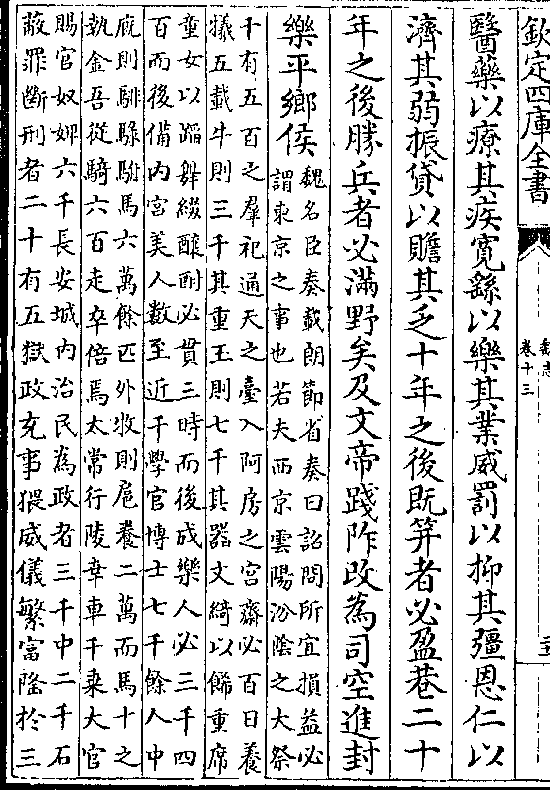 欽定四庫全書
魏志
卷十三
醫藥以療其疾寛繇以樂其業威罰以抑其彊恩仁以
濟其弱振貸以贍其乏十年之後既笄者必盈巷二十
年之後勝兵者必滿野矣及文帝踐阼改為司空進封
樂平鄉侯
魏名臣奏載朗節省奏曰詔問所宜損益必
謂東京之事也若夫西京雲陽汾陰之大祭
千有五百之羣祀通天之臺入阿房之宮齋必百日養
犠五載牛則三千其重玉則七千其器文綺以飾重席
童女以蹈舞綴釀酎必貫三時而後成樂人必三千四
百而後備内宮美人數至近千學官博士七千餘人中
廐則騑騄駙馬六萬餘匹外牧則扈養二萬而馬十之
執金吾從騎六百走卒倍焉太常行陵幸車千乘大官
賜官奴婢六千長安城内治民為政者三千中二千石
蔽罪斷刑者二十有五獄政充事猥威儀繁富隆於三